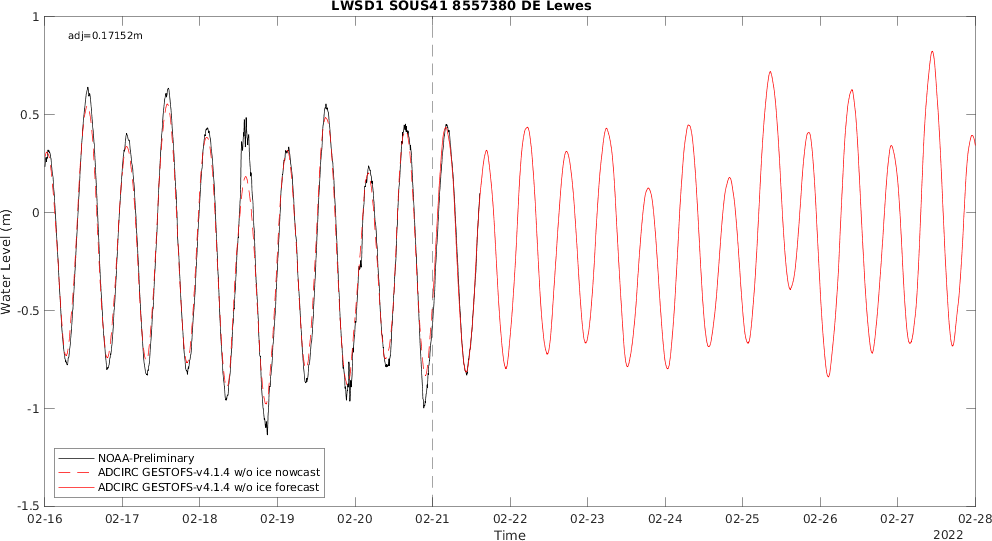 LWSD1 SOUS41 8557380 DE Lewes
adj=0.17152m
1
0.5
0
-0.5
-1
-1.5
Water Level (m)
NOAA-Preliminary
ADCIRC GESTOFS-v4.1.4 w/o ice nowcast
ADCIRC GESTOFS-v4.1.4 w/o ice forecast
02-16 02-17 02-18 02-19 02-20 02-21 02-22 02-23 02-24 02-25 02-26 02-27 02-28
Time
2022